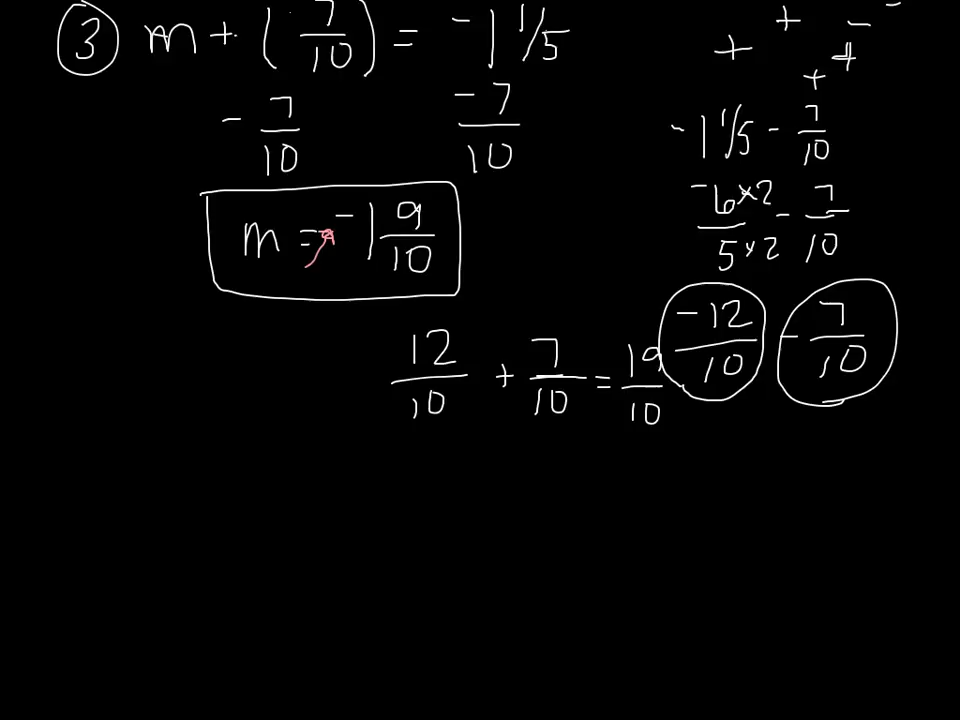 ③ m + (7/10) = -1 1/5
- 7/10 -7/10
m = -1 9/10
12/10 + 7/10 = 19/10
+ + - -
+ +
-1 1/5 - 7/10
-6×2/5×2 - 7/10
-12/10 - 7/10